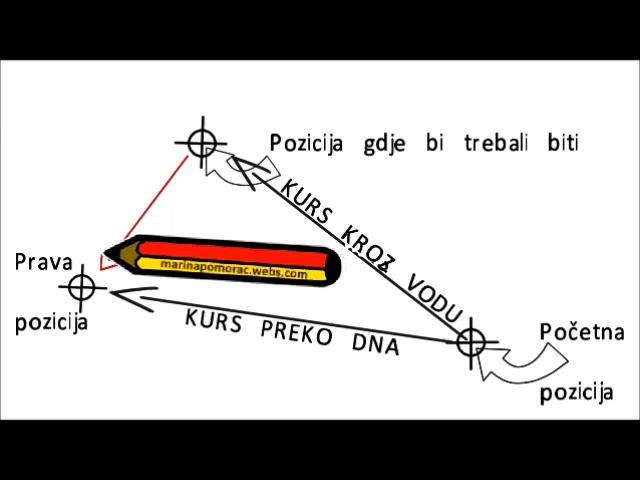 Pozicija gdje bi trebali biti
KURS KROZ VODU
Prava
pozicija
marinapomorac.webs.com
KURS PREKO DNA
Početna
pozicija